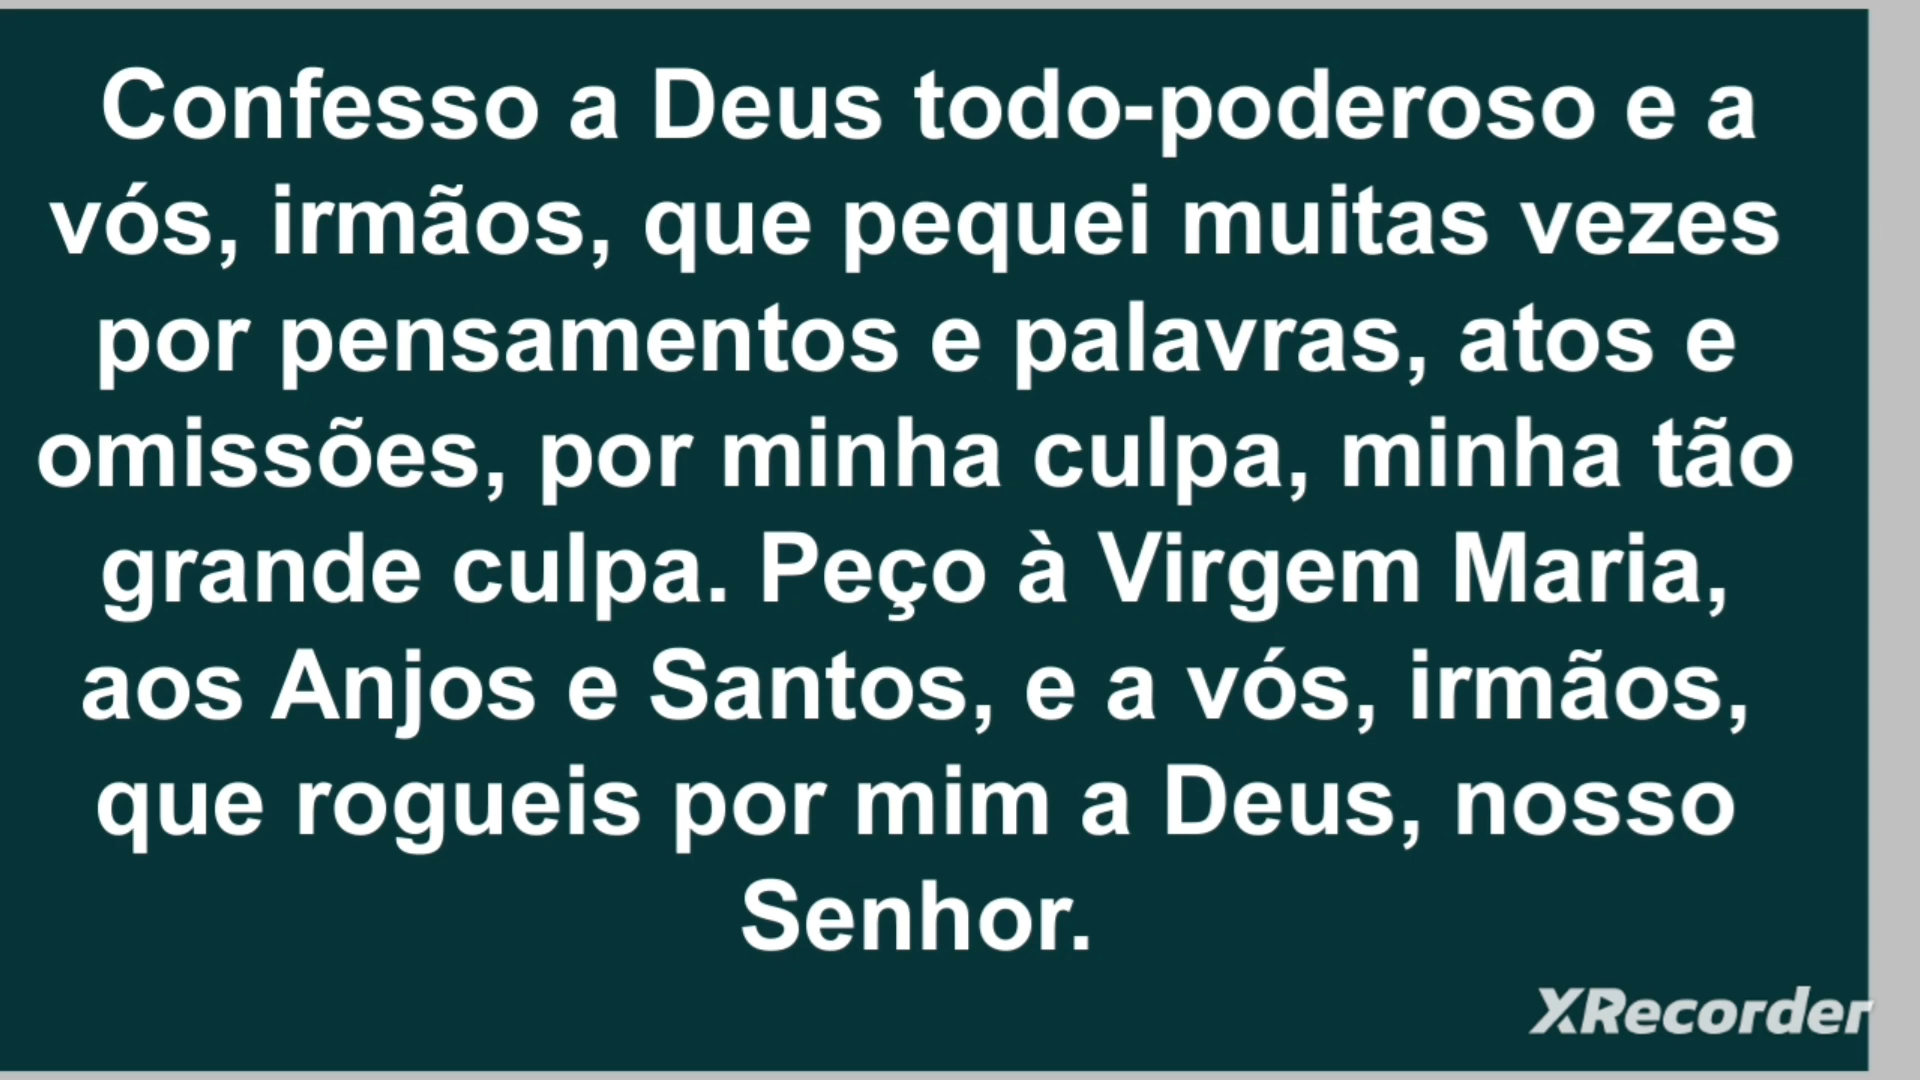 Confesso a Deus todo-poderoso e a
vós, irmãos, que pequei muitas vezes
por pensamentos e palavras, atos e
omissões, por minha culpa, minha tão
grande culpa. Peço à Virgem Maria,
aos Anjos e Santos, e a vós, irmãos,
que rogueis por mim a Deus, nosso
Senhor.
XRecorder